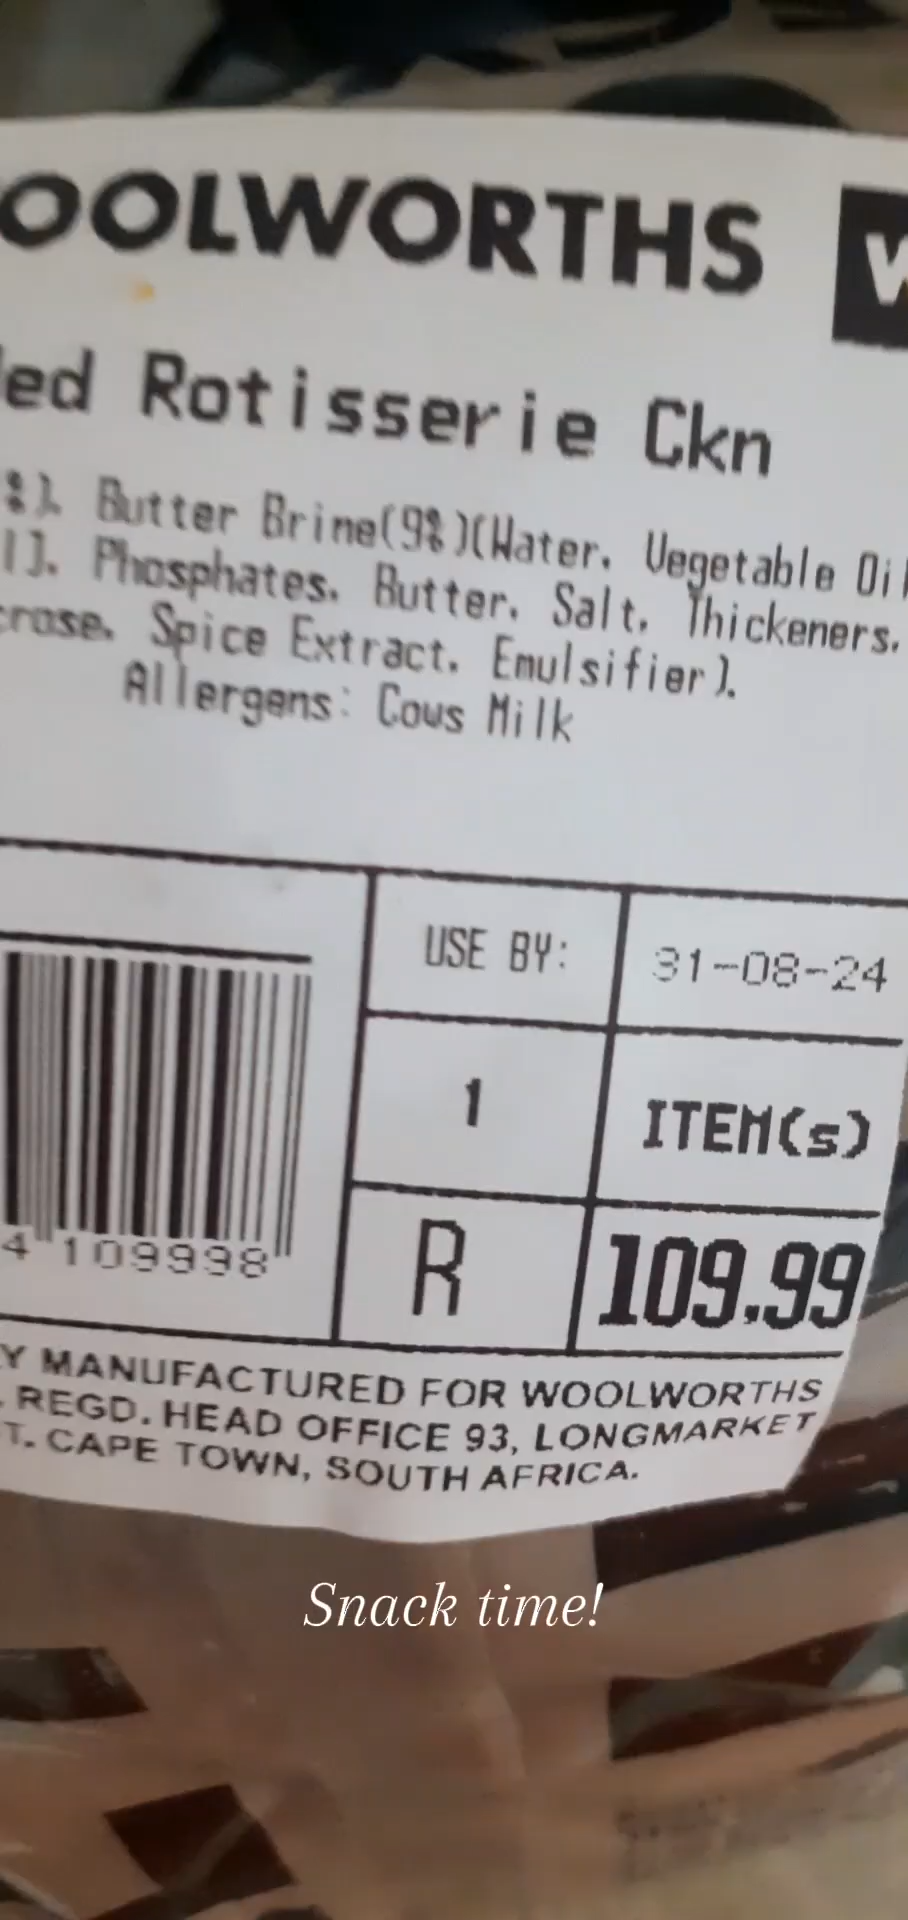 OOLWORTHS W
ed Rotisserie Ckn
%). Butter Brine(9%)(Water. Vegetable Oil
]. Phosphates. Butter. Salt. Thickeners.
crose. Spice Extract. Emulsifier).
Allergens: Cows Milk
USE BY: 31-08-24
1 ITEM(s)
R 109.99
4 109998
Y MANUFACTURED FOR WOOLWORTHS
. REGD. HEAD OFFICE 93, LONGMARKET
T. CAPE TOWN, SOUTH AFRICA.
Snack time!